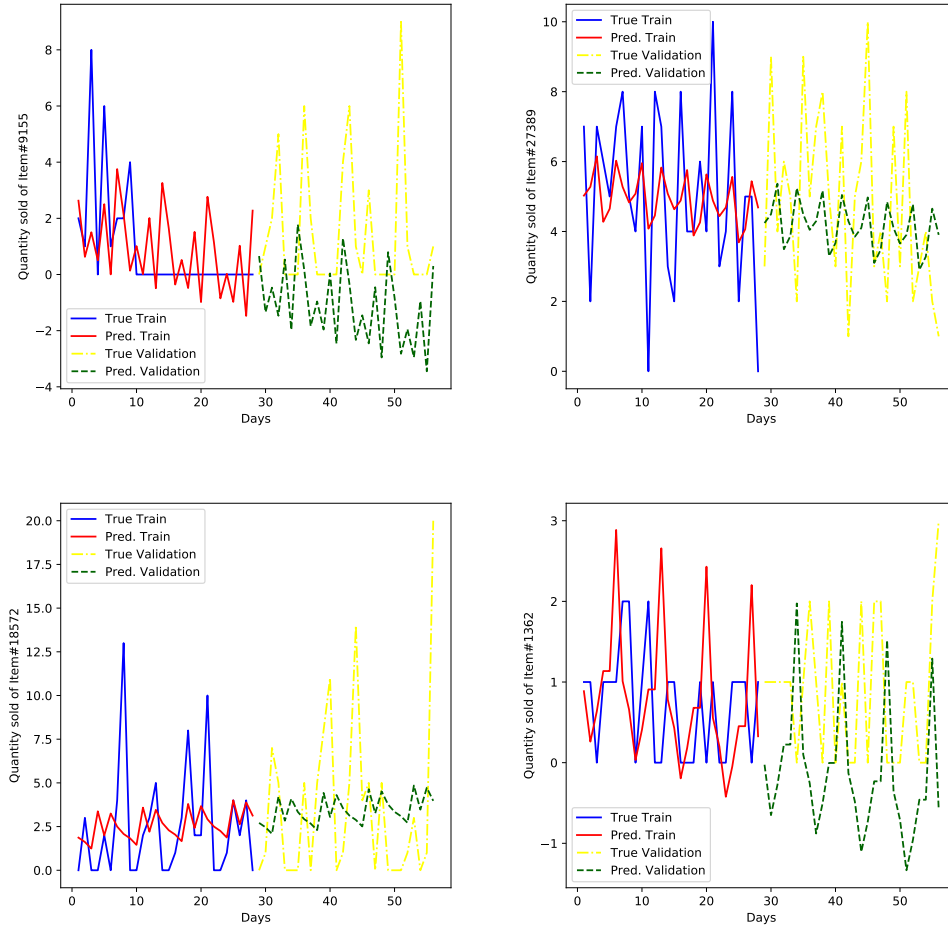 8
6
4
2
0
−2
−4
Quantity sold of Item#9155
True Train
Pred. Train
True Validation
Pred. Validation
0
10
20
30
40
50
Days
10
8
6
4
2
0
Quantity sold of Item#27389
True Train
Pred. Train
True Validation
Pred. Validation
0
10
20
30
40
50
Days
20.0
17.5
15.0
12.5
10.0
7.5
5.0
2.5
0.0
Quantity sold of Item#18572
True Train
Pred. Train
True Validation
Pred. Validation
0
10
20
30
40
50
Days
3
2
1
0
−1
Quantity sold of Item#1362
True Train
Pred. Train
True Validation
Pred. Validation
0
10
20
30
40
50
Days